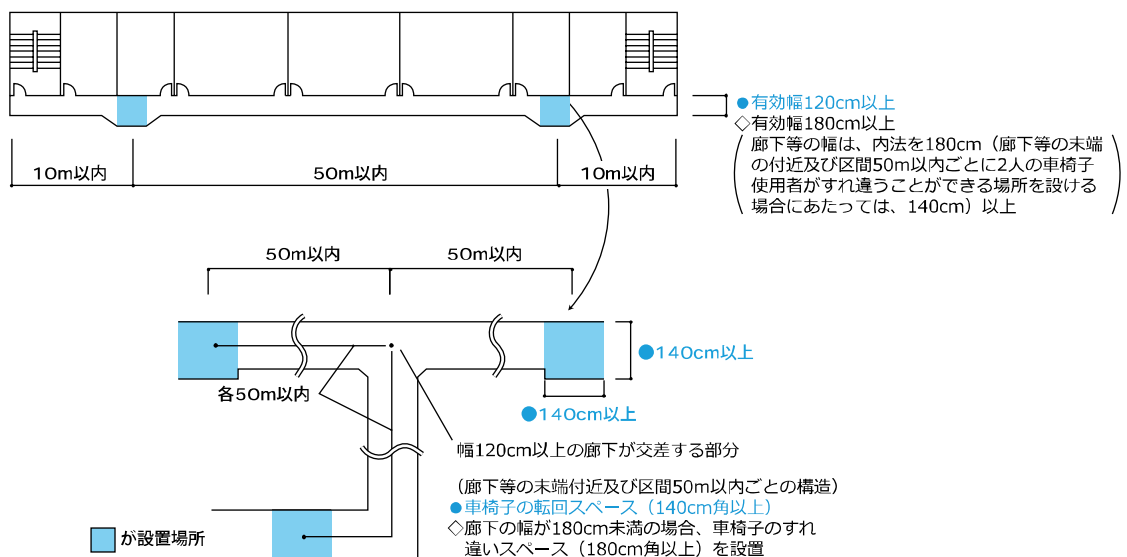 ●有効幅120cm以上
◇有効幅180cm以上
(廊下等の幅は、内法を180cm（廊下等の末端
の付近及び区間50m以内ごとに2人の車椅子
使用者がすれ違うことができる場所を設ける
場合にあたっては、140cm）以上)
10m以内
50m以内
10m以内
50m以内
50m以内
●140cm以上
各50m以内
●140cm以上
幅120cm以上の廊下が交差する部分
（廊下等の末端付近及び区間50m以内ごとの構造）
●車椅子の転回スペース（140cm角以上）
◇廊下の幅が180cm未満の場合、車椅子のすれ
違いスペース（180cm角以上）を設置
が設置場所